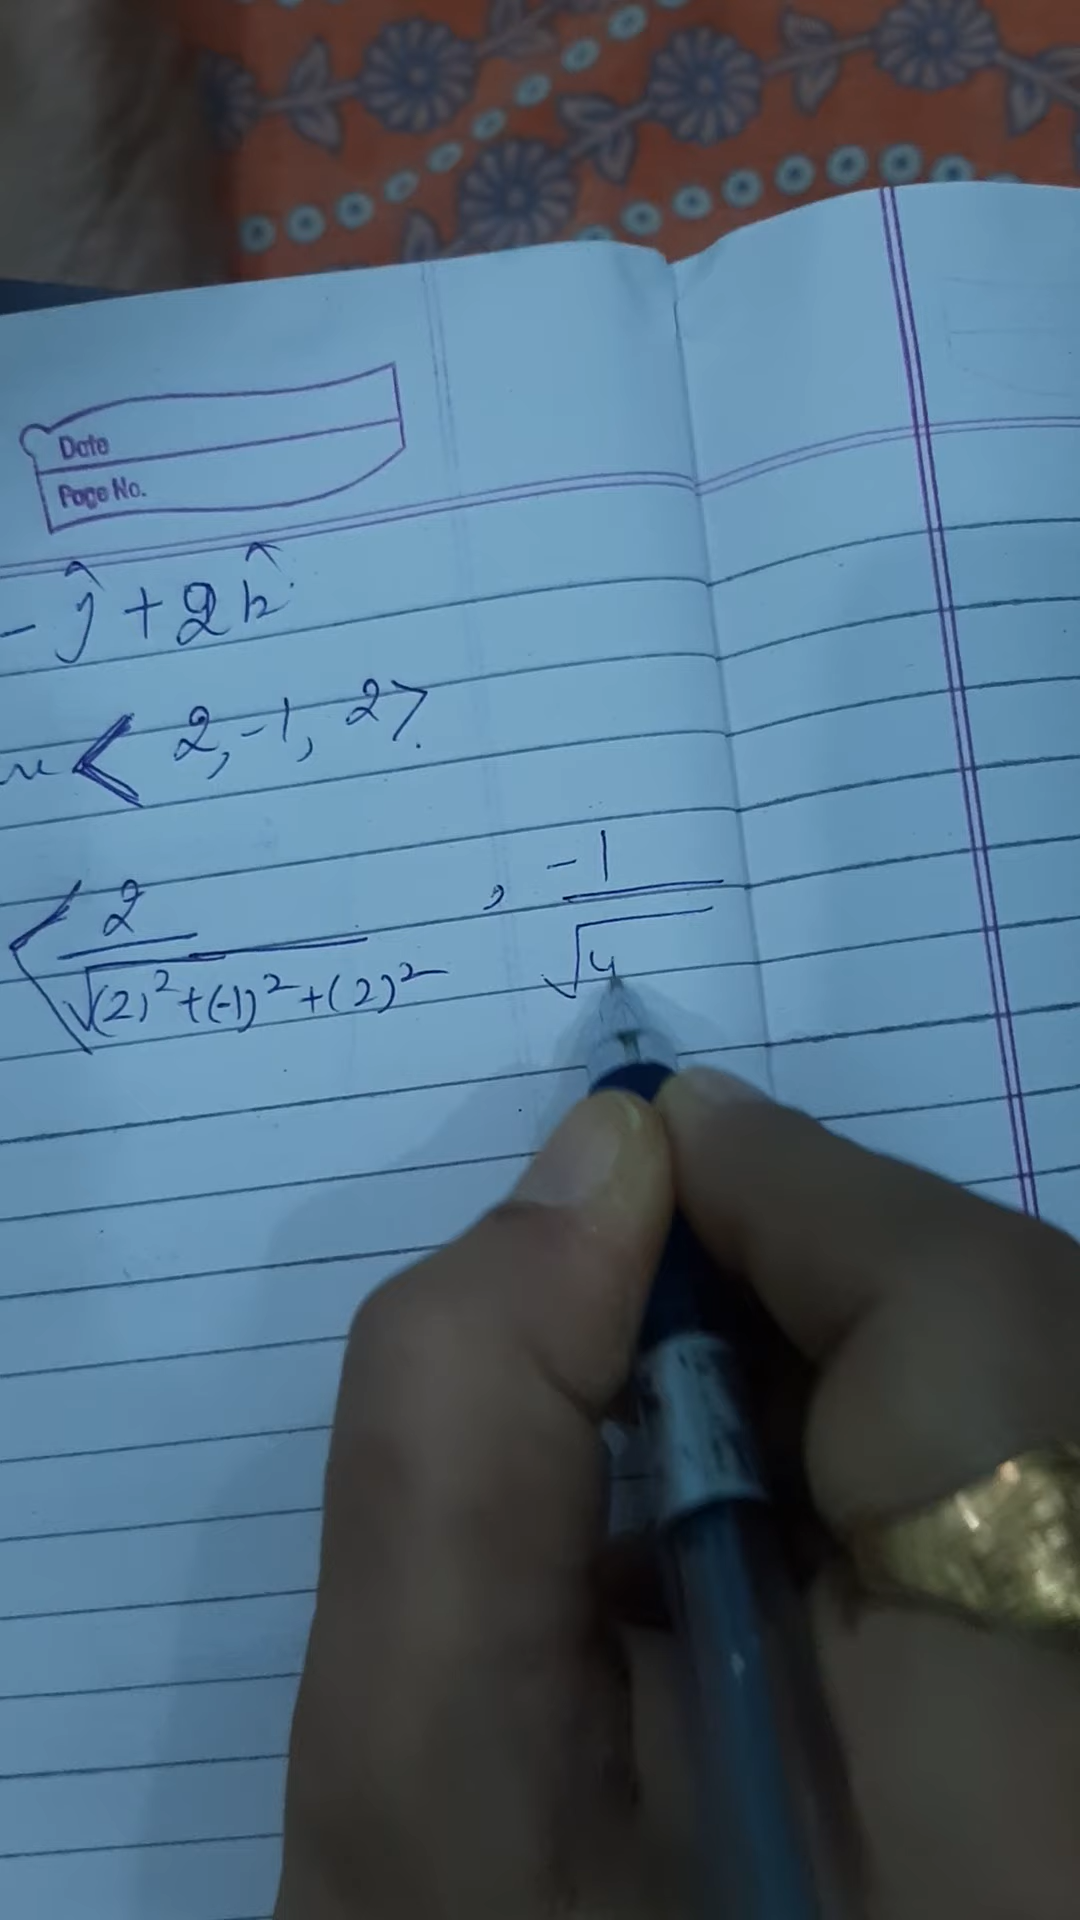 Date
Page No.
- ĵ + 2k̂
< 2, -1, 2>.
< 2/√(2)²+(-1)²+(2)² , -1/√4